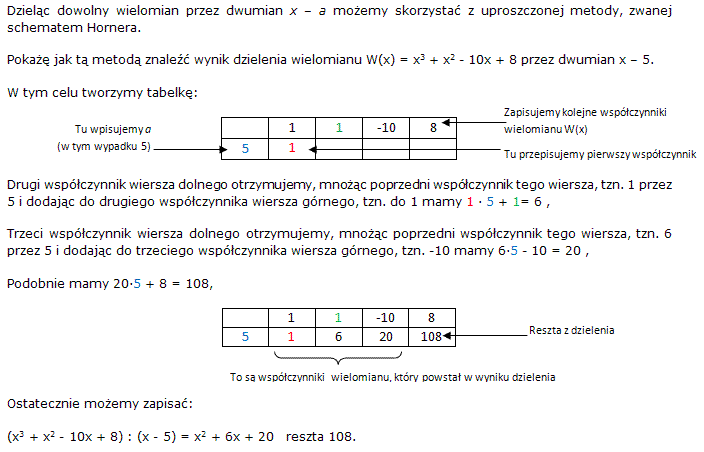 Dzieląc dowolny wielomian przez dwumian x – a możemy skorzystać z uproszczonej metody, zwanej
schematem Hornera.
Pokażę jak tą metodą znaleźć wynik dzielenia wielomianu W(x) = x³ + x² - 10x + 8 przez dwumian x – 5.
W tym celu tworzymy tabelkę:
Zapisujemy kolejne współczynniki
wielomianu W(x)
Tu wpisujemy a
(w tym wypadku 5)
1 1 -10 8
5 1
Tu przepisujemy pierwszy współczynnik
Drugi współczynnik wiersza dolnego otrzymujemy, mnożąc poprzedni współczynnik tego wiersza, tzn. 1 przez
5 i dodając do drugiego współczynnika wiersza górnego, tzn. do 1 mamy 1 · 5 + 1= 6 ,
Trzeci współczynnik wiersza dolnego otrzymujemy, mnożąc poprzedni współczynnik tego wiersza, tzn. 6
przez 5 i dodając do trzeciego współczynnika wiersza górnego, tzn. -10 mamy 6·5 - 10 = 20 ,
Podobnie mamy 20·5 + 8 = 108,
1 1 -10 8
5 1 6 20 108
Reszta z dzielenia
To są współczynniki wielomianu, który powstał w wyniku dzielenia
Ostatecznie możemy zapisać:
(x³ + x² - 10x + 8) : (x - 5) = x² + 6x + 20 reszta 108.